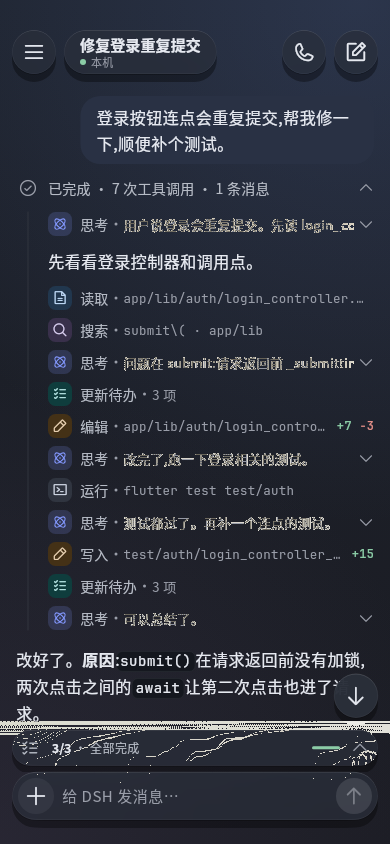 修复登录重复提交
本机
登录按钮连点会重复提交,帮我修一
下,顺便补个测试。
已完成 · 7 次工具调用 · 1 条消息
思考 · 用户说登录会重复提交。先读 login_co
先看看登录控制器和调用点。
读取 · app/lib/auth/login_controller.…
搜索 · submit\( · app/lib
思考 · 问题在 submit:请求返回前 _submittin
更新待办 · 3 项
编辑 · app/lib/auth/login_contro… +7 -3
思考 · 改完了,跑一下登录相关的测试。
运行 · flutter test test/auth
思考 · 测试都过了。再补一个连点的测试。
写入 · test/auth/login_controller_… +15
更新待办 · 3 项
思考 · 可以总结了。
改好了。原因:submit() 在请求返回前没有加锁,
两次点击之间的 await 让第二次点击也进了
求。
3/3 · 全部完成
给 DSH 发消息…